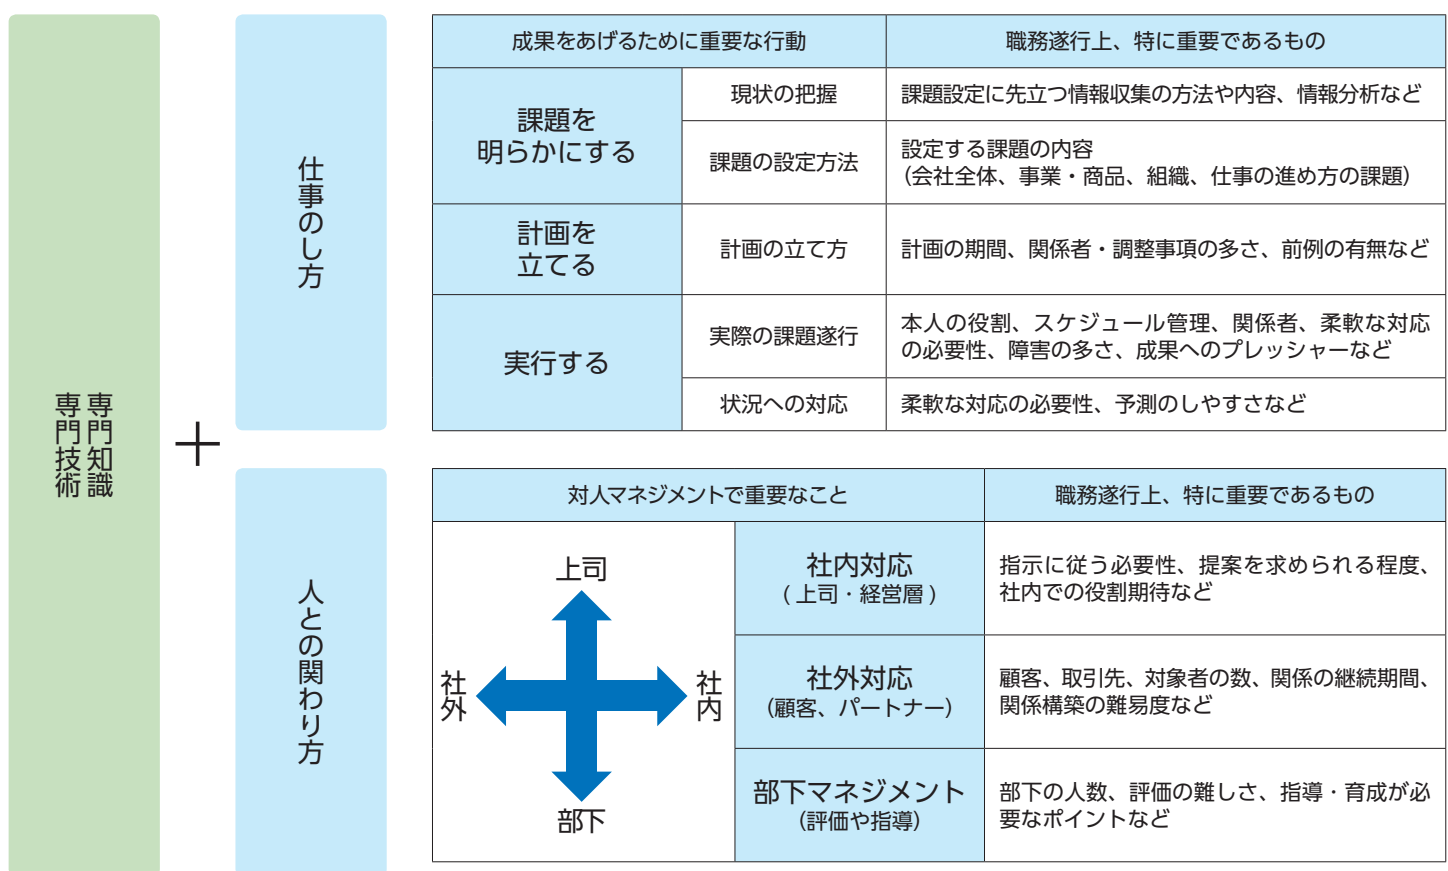 専門知識
専門技術
＋
仕事のし方
成果をあげるために重要な行動
職務遂行上、特に重要であるもの
課題を
明らかにする
現状の把握
課題設定に先立つ情報収集の方法や内容、情報分析など
課題の設定方法
設定する課題の内容
（会社全体、事業・商品、組織、仕事の進め方の課題）
計画を
立てる
計画の立て方
計画の期間、関係者・調整事項の多さ、前例の有無など
実行する
実際の課題遂行
本人の役割、スケジュール管理、関係者、柔軟な対応
の必要性、障害の多さ、成果へのプレッシャーなど
状況への対応
柔軟な対応の必要性、予測のしやすさなど
人との関わり方
対人マネジメントで重要なこと
職務遂行上、特に重要であるもの
上司
社外
社内
部下
社内対応
( 上司・経営層 )
指示に従う必要性、提案を求められる程度、
社内での役割期待など
社外対応
（顧客、パートナー）
顧客、取引先、対象者の数、関係の継続期間、
関係構築の難易度など
部下マネジメント
（評価や指導）
部下の人数、評価の難しさ、指導・育成が必
要なポイントなど